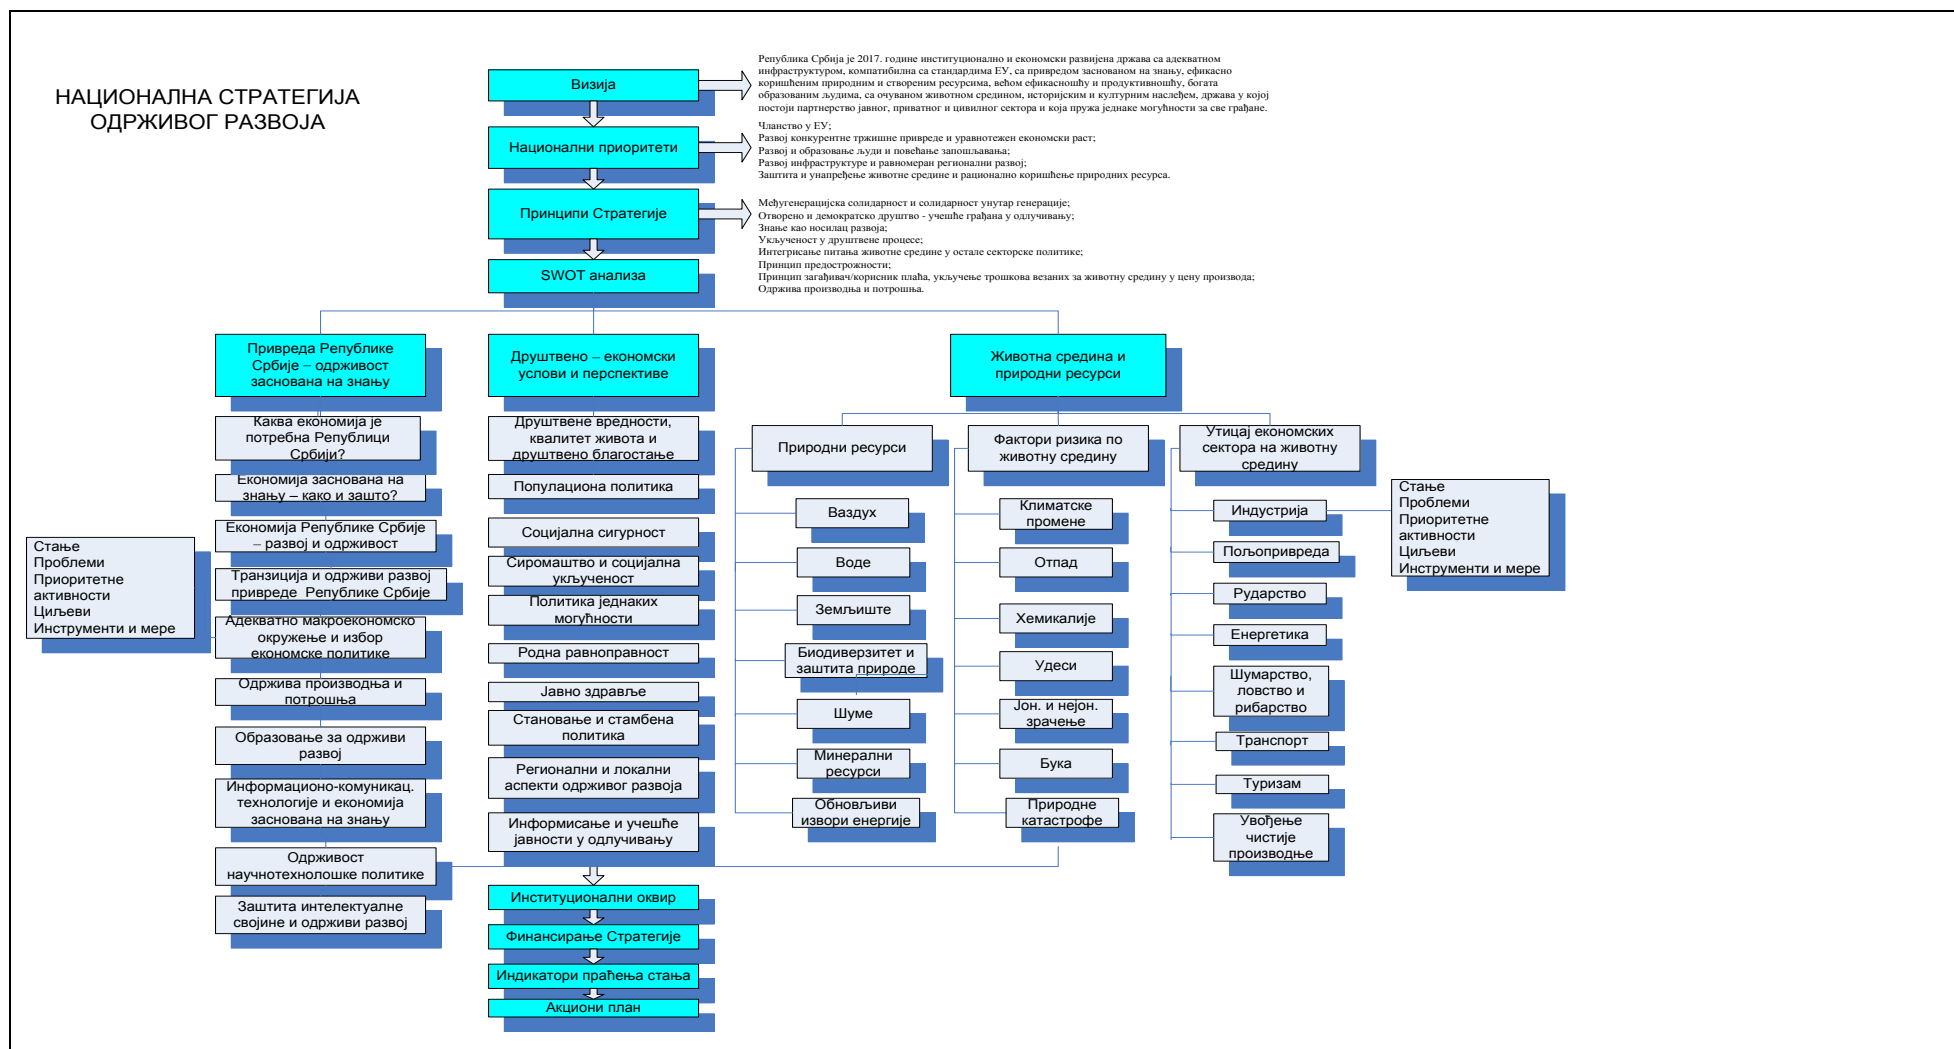 НАЦИОНАЛНА СТРАТЕГИЈА
ОДРЖИВОГ РАЗВОЈА
Визија
Република Србија је 2017. године институционално и економски развијена држава са адекватном
инфраструктуром, компатибилна са стандардима ЕУ, са привредом заснованом на знању, ефикасно
коришћеним природним и створеним ресурсима, већом ефикасношћу и продуктивношћу, богата
образованим људима, са очуваном животном средином, историјским и културним наслеђем, држава у којој
постоји партнерство јавног, приватног и цивилног сектора и која пружа једнаке могућности за све грађане.
Национални приоритети
Чланство у ЕУ;
Развој конкурентне тржишне привреде и уравнотежен економски раст;
Развој и образовање људи и повећање запошљавања;
Развој инфраструктуре и равномеран регионални развој;
Заштита и унапређење животне средине и рационално коришћење природних ресурса.
Принципи Стратегије
Међугенерацијска солидарност и солидарност унутар генерације;
Отворено и демократско друштво - учешће грађана у одлучивању;
Знање као носилац развоја;
Укљученост у друштвене процесе;
Интегрисање питања животне средине у остале секторске политике;
Принцип предострожности;
Принцип загађивач/корисник плаћа, укључење трошкова везаних за животну средину у цену производа;
Одржива производња и потрошња.
SWOT анализа
Привреда Републике
Србије – одрживост
заснована на знању
Каква економија је
потребна Републици
Србији?
Економија заснована на
знању – како и зашто?
Економија Републике Србије
– развој и одрживост
Транзиција и одрживи развој
привреде Републике Србије
Адекватно макроекономско
окружење и избор
економске политике
Одржива производња и
потрошња
Образовање за одрживи
развој
Информационо-комуникац.
технологије и економија
заснована на знању
Одрживост
научнотехнолошке политике
Заштита интелектуалне
својине и одрживи развој
Стање
Проблеми
Приоритетне
активности
Циљеви
Инструменти и мере
Друштвено – економски
услови и перспективе
Друштвене вредности,
квалитет живота и
друштвено благостање
Популациона политика
Социјална сигурност
Сиромаштво и социјална
укљученост
Политика једнаких
могућности
Родна равноправност
Јавно здравље
Становање и стамбена
политика
Регионални и локални
аспекти одрживог развоја
Информисање и учешће
јавности у одлучивању
Животна средина и
природни ресурси
Природни ресурси
Ваздух
Воде
Земљиште
Биодиверзитет и
заштита природе
Шуме
Минерални
ресурси
Обновљиви
извори енергије
Фактори ризика по
животну средину
Климатске
промене
Отпад
Хемикалије
Удеси
Јон. и нејон.
зрачење
Бука
Природне
катастрофе
Утицај економских
сектора на животну
средину
Индустрија
Пољопривреда
Рударство
Енергетика
Шумарство,
ловство и
рибарство
Транспорт
Туризам
Увођење
чистије
производње
Стање
Проблеми
Приоритетне
активности
Циљеви
Инструменти и мере
Институционални оквир
Финансирање Стратегије
Индикатори праћења стања
Акциони план